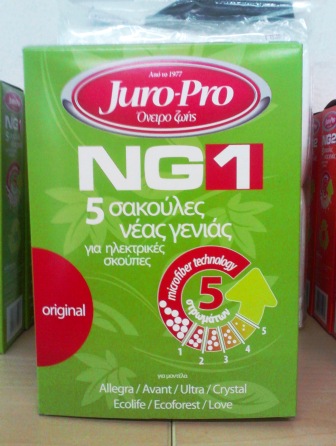 Από το 1977
Juro-Pro
Όνειρο ζωής
NG1
5 σακούλες
νέας γενιάς
για ηλεκτρικές
σκούπες
original
microfiber technology
5
στρωμάτων
1 2 3 4 5
για μοντέλα
Allegra / Avant / Ultra / Crystal
Ecolife / Ecoforest / Love